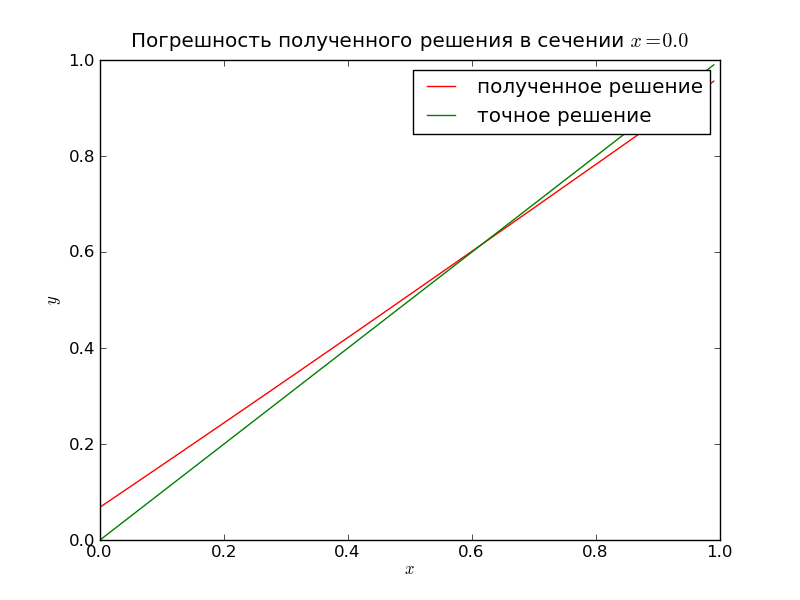 Погрешность полученного решения в сечении x=0.0
полученное решение
точное решение
1.0
0.8
0.6
0.4
0.2
0.0
y
0.0 0.2 0.4 0.6 0.8 1.0
x